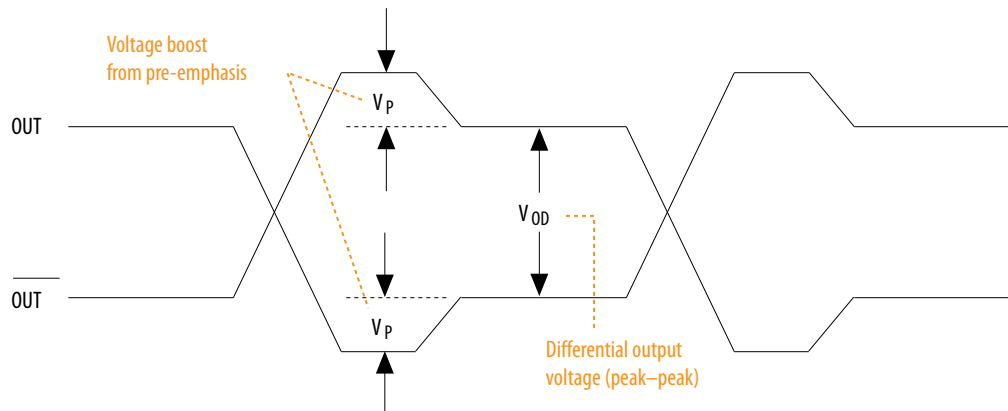 Voltage boost
from pre-emphasis
V P
OUT
V OD
OUT
V P
Differential output
voltage (peak–peak)